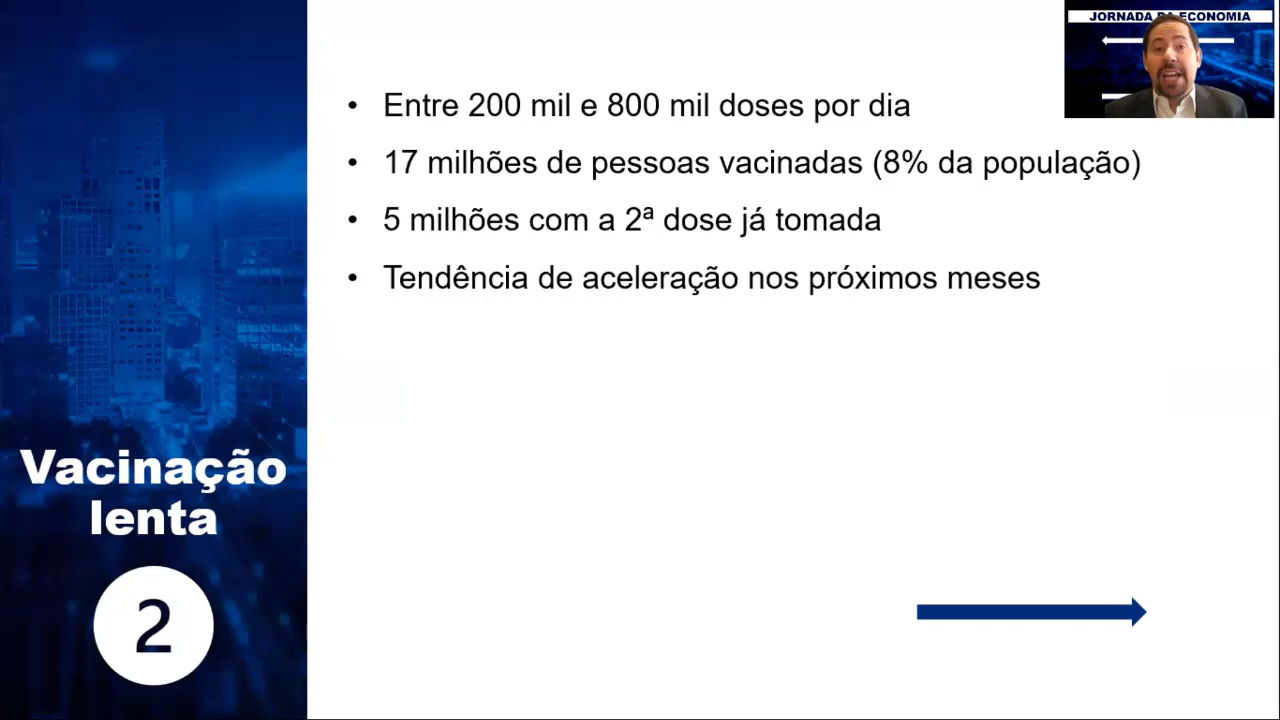 JORNADA DA ECONOMIA
Entre 200 mil e 800 mil doses por dia
17 milhões de pessoas vacinadas (8% da população)
5 milhões com a 2ª dose já tomada
Tendência de aceleração nos próximos meses
Vacinação
lenta
2